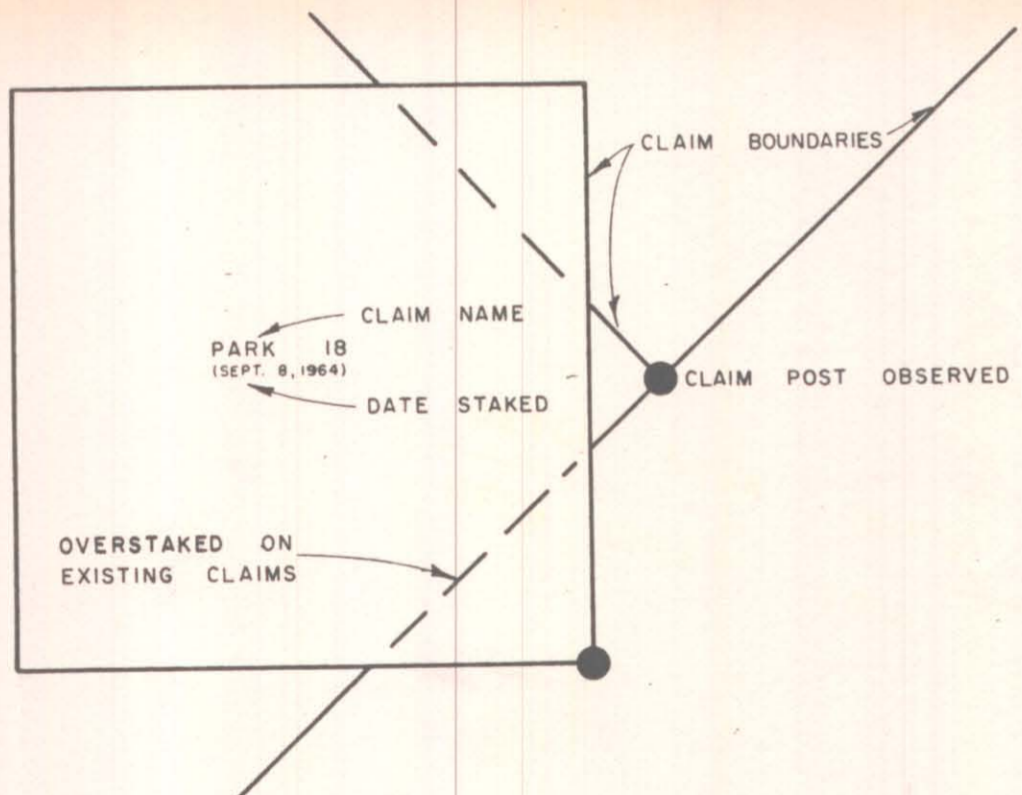 CLAIM BOUNDARIES
CLAIM NAME
PARK 18
(SEPT. 8, 1964)
CLAIM POST OBSERVED
DATE STAKED
OVERSTAKED ON
EXISTING CLAIMS